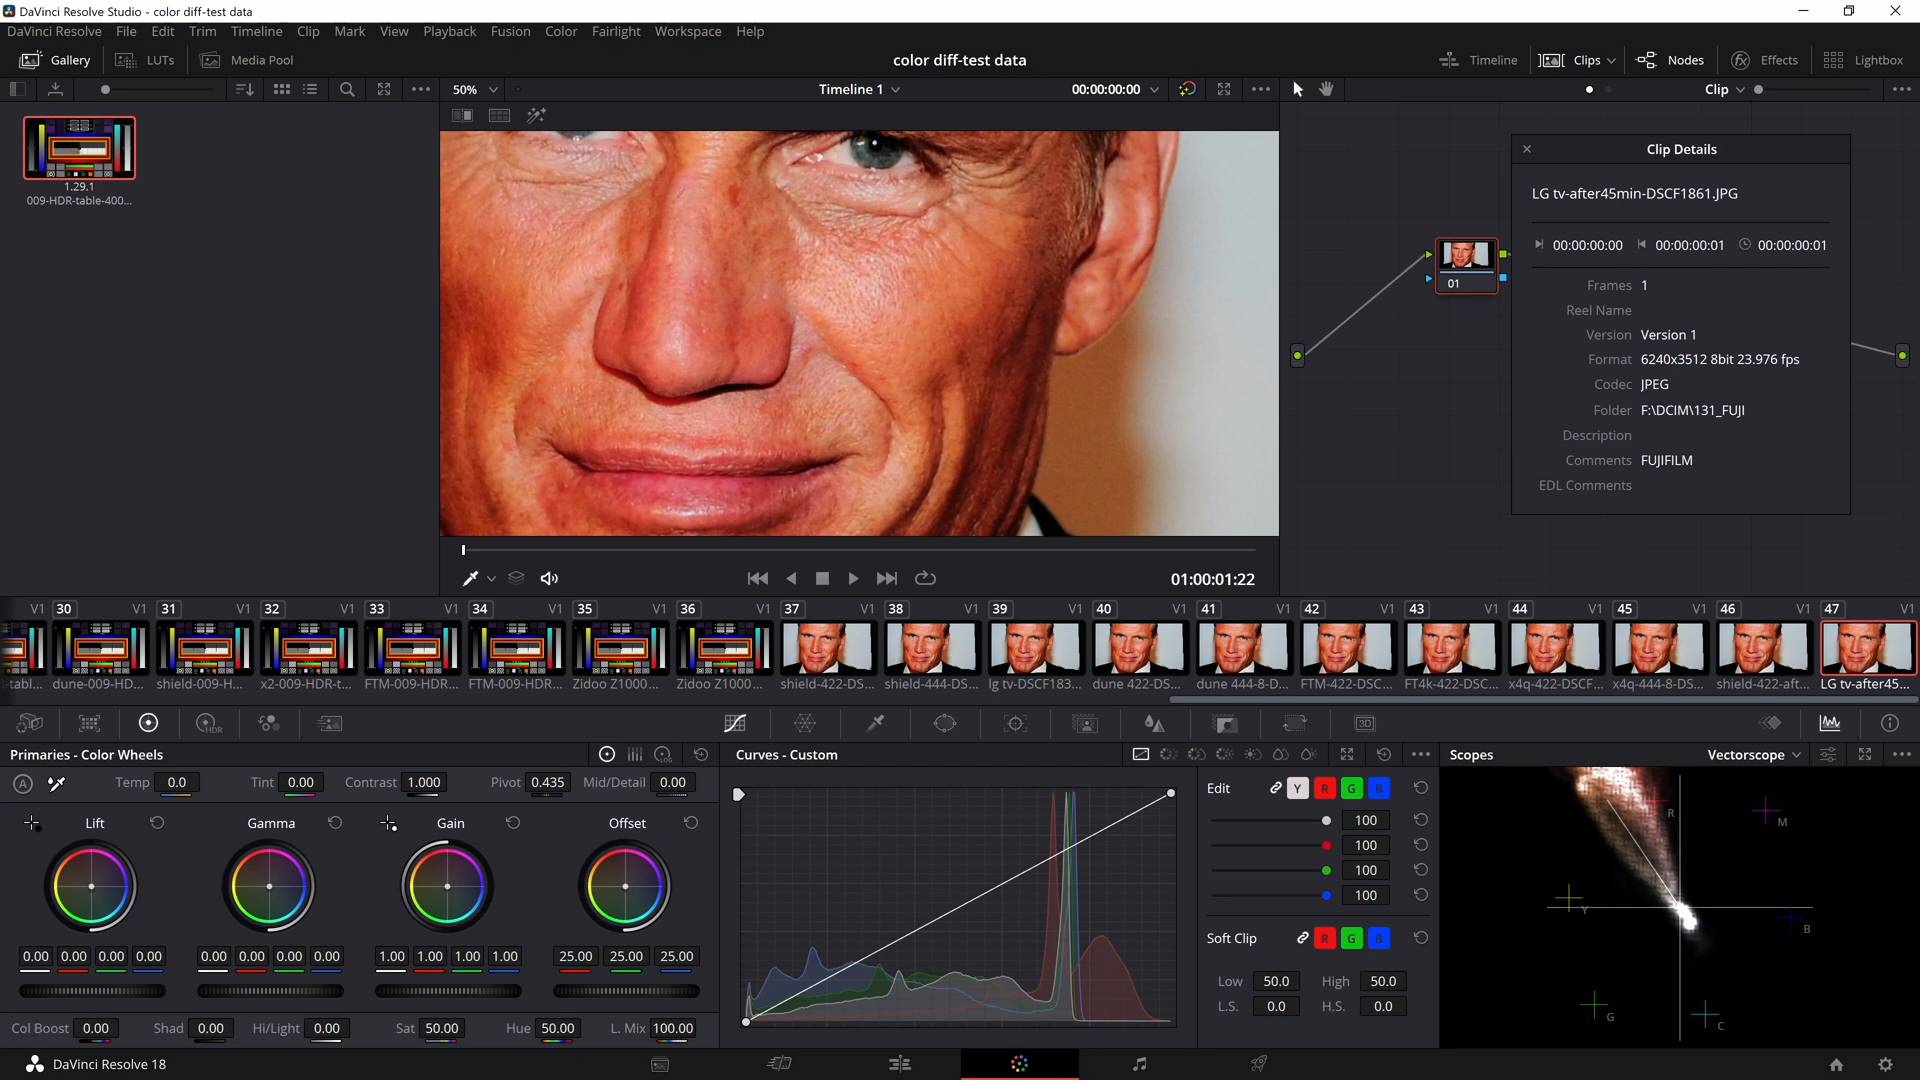 DaVinci Resolve Studio - color diff-test data
DaVinci Resolve File Edit Trim Timeline Clip Mark View Playback Fusion Color Fairlight Workspace Help
Gallery LUTs Media Pool color diff-test data Timeline Clips Nodes Effects Lightbox
50% Timeline 1 00:00:00:00 Clip
1.29.1
009-HDR-table-400...
Clip Details
LG tv-after45min-DSCF1861.JPG
00:00:00:00 00:00:00:01 00:00:00:01
Frames 1
Reel Name
Version Version 1
Format 6240x3512 8bit 23.976 fps
Codec JPEG
Folder F:\DCIM\131_FUJI
Description
Comments FUJIFILM
EDL Comments
01
01:00:01:22
V1 30 V1 31 V1 32 V1 33 V1 34 V1 35 V1 36 V1 37 V1 38 V1 39 V1 40 V1 41 V1 42 V1 43 V1 44 V1 45 V1 46 V1 47 V1
-tabl... dune-009-HD... shield-009-H... x2-009-HDR-t... FTM-009-HDR... FTM-009-HDR... Zidoo Z1000... Zidoo Z1000... shield-422-DS... shield-444-DS... lg tv-DSCF183... dune 422-DS... dune 444-8-D... FTM-422-DSC... FT4k-422-DSC... x4q-422-DSCF... x4q-444-8-DS... shield-422-aft... LG tv-after45...
HDR 3D
Primaries - Color Wheels LOG Curves - Custom Scopes Vectorscope
A Temp 0.0 Tint 0.00 Contrast 1.000 Pivot 0.435 Mid/Detail 0.00
Edit Y R G B
Lift Gamma Gain Offset
100
100
100
100
R M Y B G C
Soft Clip R G B
0.00 0.00 0.00 0.00 0.00 0.00 0.00 0.00 1.00 1.00 1.00 1.00 25.00 25.00 25.00
Low 50.0 High 50.0
L.S. 0.0 H.S. 0.0
Col Boost 0.00 Shad 0.00 Hi/Light 0.00 Sat 50.00 Hue 50.00 L. Mix 100.00
DaVinci Resolve 18